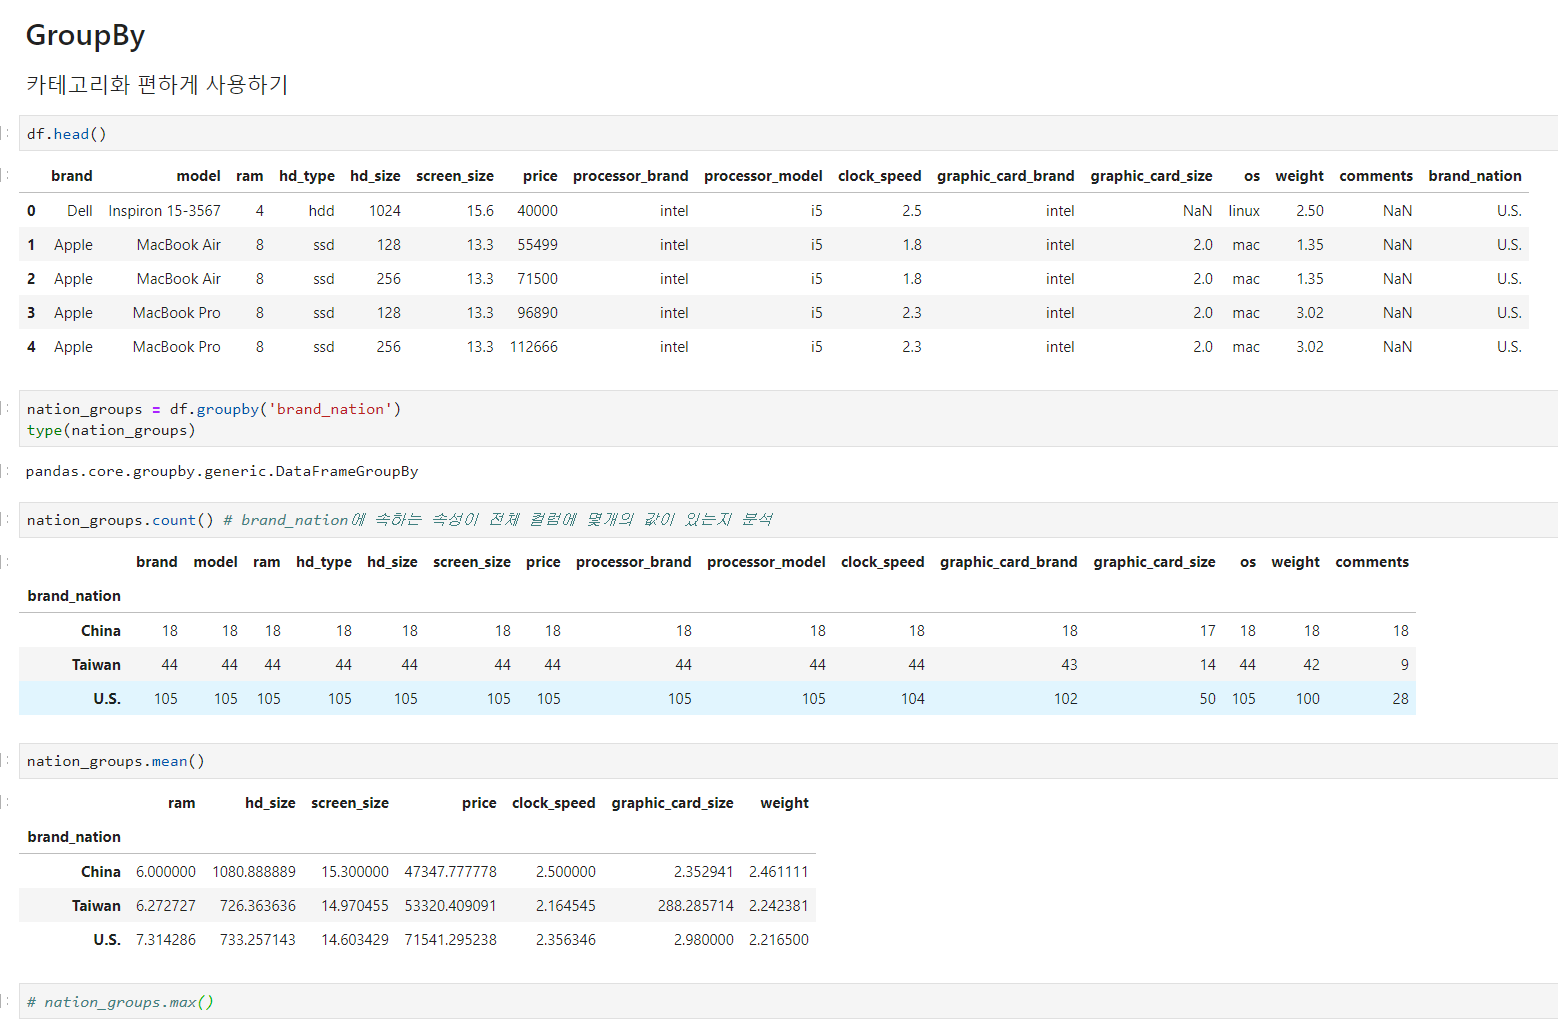 GroupBy
카테고리화 편하게 사용하기
df.head()
brand model ram hd_type hd_size screen_size price processor_brand processor_model clock_speed graphic_card_brand graphic_card_size os weight comments brand_nation
0 Dell Inspiron 15-3567 4 hdd 1024 15.6 40000 intel i5 2.5 intel NaN linux 2.50 NaN U.S.
1 Apple MacBook Air 8 ssd 128 13.3 55499 intel i5 1.8 intel 2.0 mac 1.35 NaN U.S.
2 Apple MacBook Air 8 ssd 256 13.3 71500 intel i5 1.8 intel 2.0 mac 1.35 NaN U.S.
3 Apple MacBook Pro 8 ssd 128 13.3 96890 intel i5 2.3 intel 2.0 mac 3.02 NaN U.S.
4 Apple MacBook Pro 8 ssd 256 13.3 112666 intel i5 2.3 intel 2.0 mac 3.02 NaN U.S.
nation_groups = df.groupby('brand_nation')
type(nation_groups)
pandas.core.groupby.generic.DataFrameGroupBy
nation_groups.count() # brand_nation에 속하는 속성이 전체 컬럼에 몇개의 값이 있는지 분석
brand model ram hd_type hd_size screen_size price processor_brand processor_model clock_speed graphic_card_brand graphic_card_size os weight comments
brand_nation
China 18 18 18 18 18 18 18 18 18 18 18 17 18 18 18
Taiwan 44 44 44 44 44 44 44 44 44 44 43 14 44 42 9
U.S. 105 105 105 105 105 105 105 105 105 104 102 50 105 100 28
nation_groups.mean()
ram hd_size screen_size price clock_speed graphic_card_size weight
brand_nation
China 6.000000 1080.888889 15.300000 47347.777778 2.500000 2.352941 2.461111
Taiwan 6.272727 726.363636 14.970455 53320.409091 2.164545 288.285714 2.242381
U.S. 7.314286 733.257143 14.603429 71541.295238 2.356346 2.980000 2.216500
# nation_groups.max()